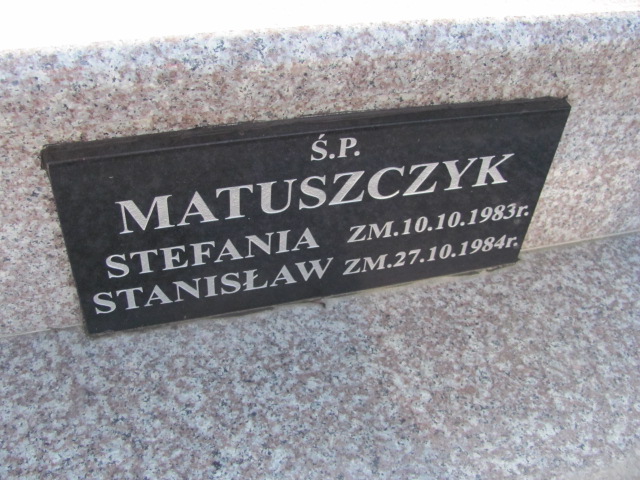 Ś.P.
MATUSZCZYK
STEFANIA ZM.10.10.1983r.
STANISŁAW ZM.27.10.1984r.